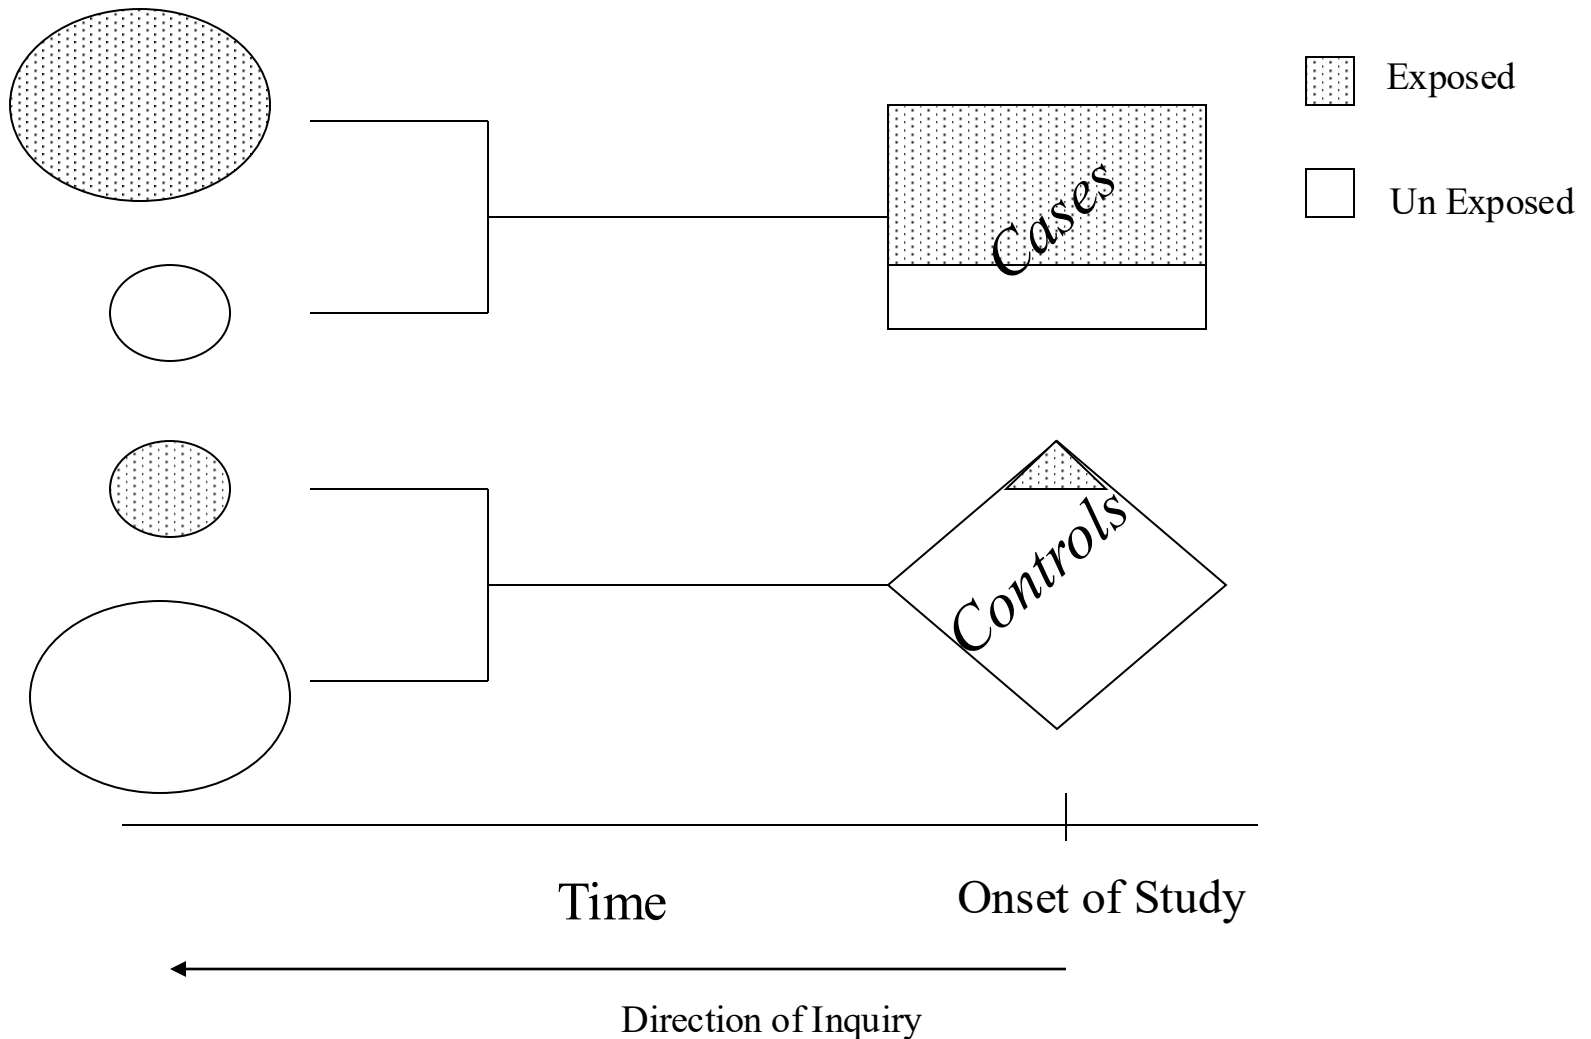 Exposed
Un Exposed
Cases
Controls
Time
Onset of Study
Direction of Inquiry